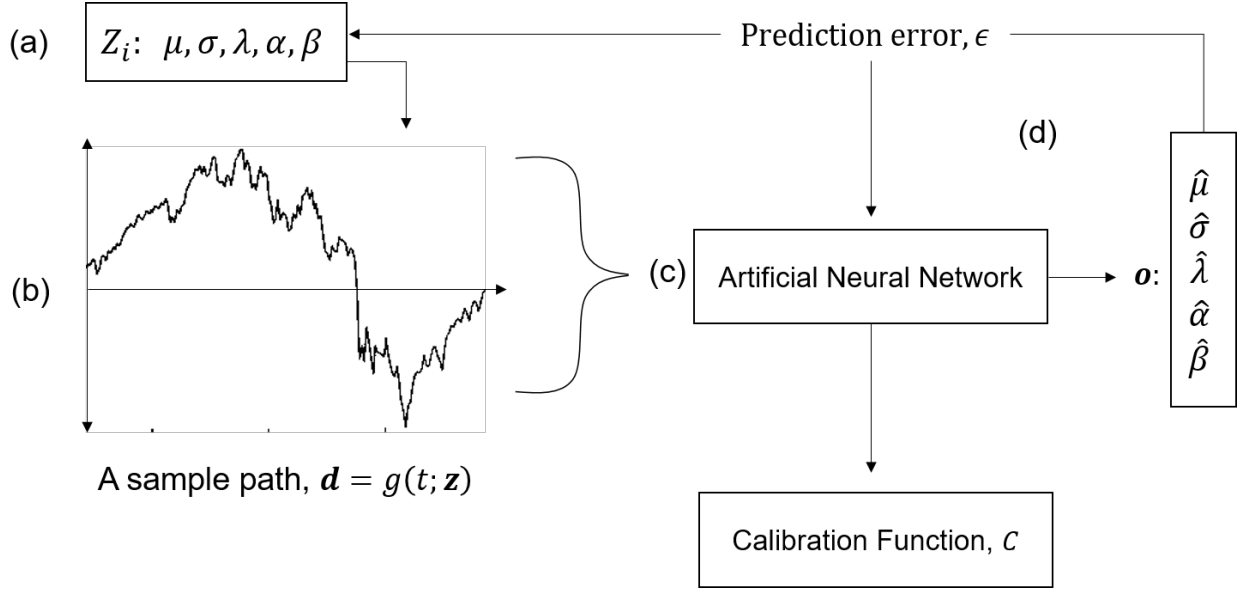 (a)
Z_i: μ, σ, λ, α, β
Prediction error, ϵ
(d)
(b)
(c)
Artificial Neural Network
o:
μ̂
σ̂
λ̂
α̂
β̂
A sample path, d = g(t; z)
Calibration Function, C